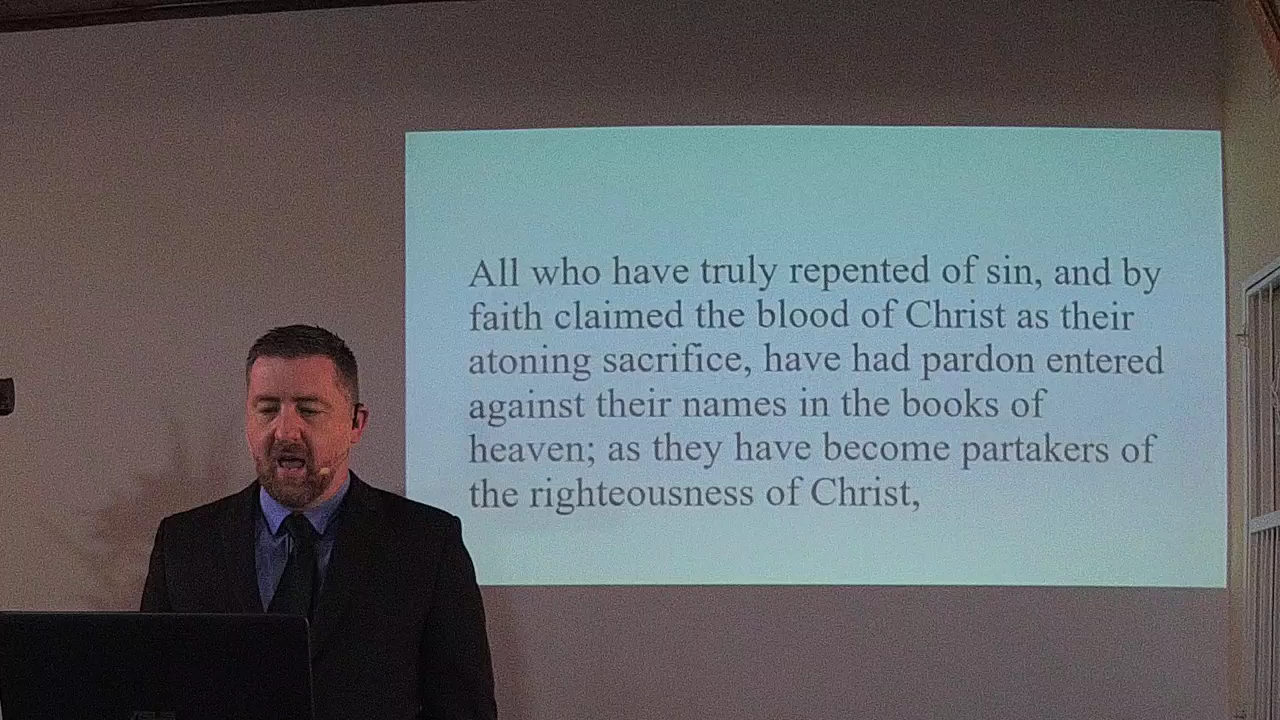 All who have truly repented of sin, and by
faith claimed the blood of Christ as their
atoning sacrifice, have had pardon entered
against their names in the books of
heaven; as they have become partakers of
the righteousness of Christ,